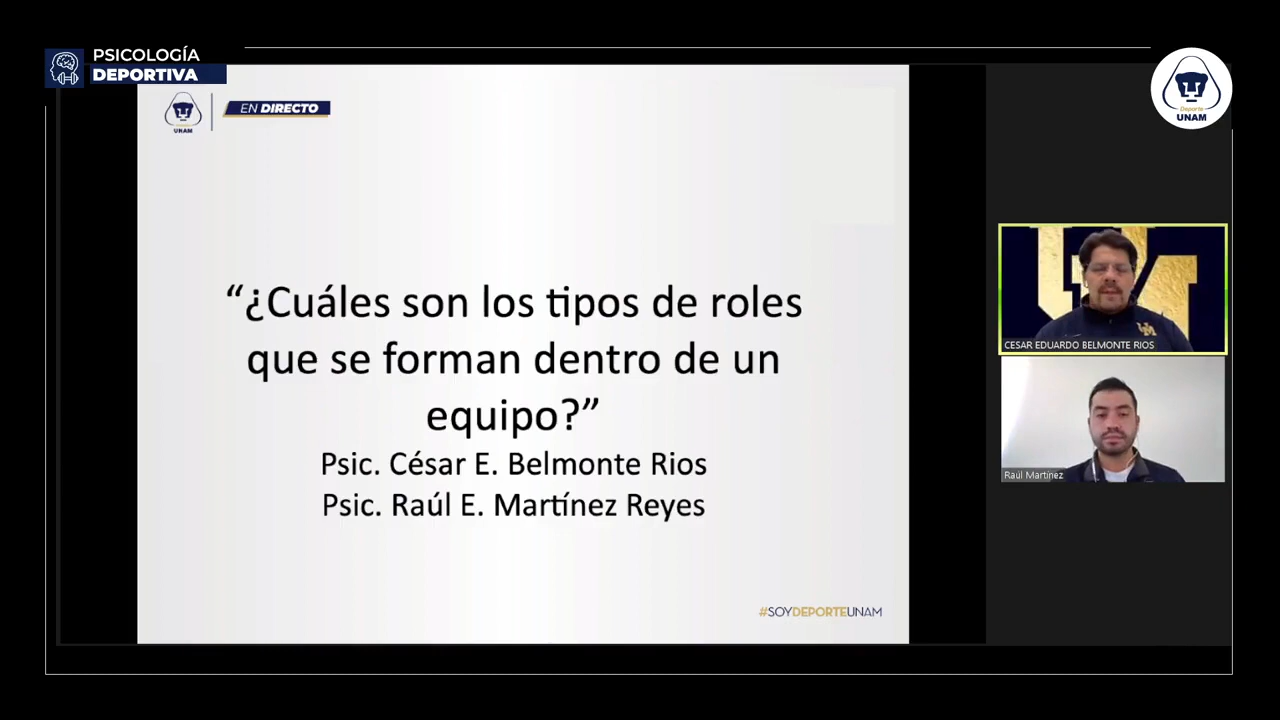 PSICOLOGÍA
DEPORTIVA
UNAM
EN DIRECTO
Deporte
UNAM
“¿Cuáles son los tipos de roles
que se forman dentro de un
equipo?”
Psic. César E. Belmonte Rios
Psic. Raúl E. Martínez Reyes
#SOYDEPORTEUNAM
CESAR EDUARDO BELMONTE RIOS
Raúl Martínez